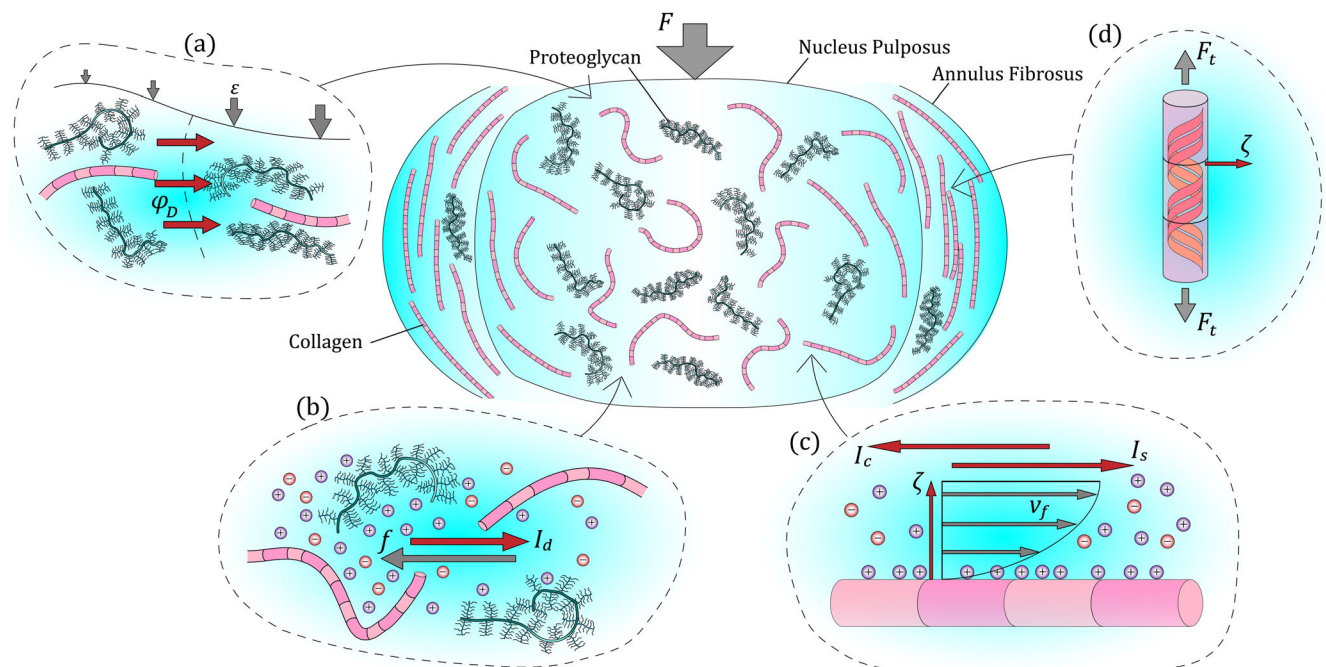 (a)
ε
φ_D
F
Proteoglycan
Nucleus Pulposus
Annulus Fibrosus
Collagen
(d)
F_t
ζ
F_t
(b)
f
I_d
(c)
I_c
I_s
ζ
v_f